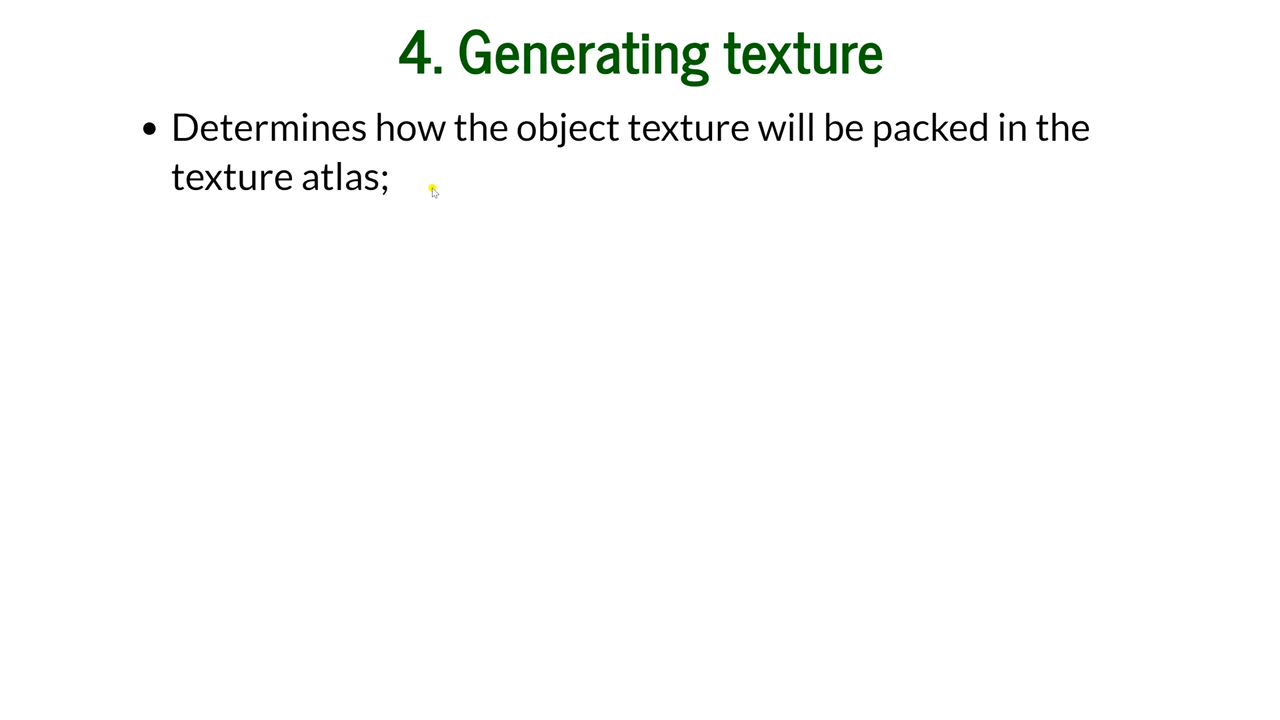 4. Generating texture
• Determines how the object texture will be packed in the
texture atlas;